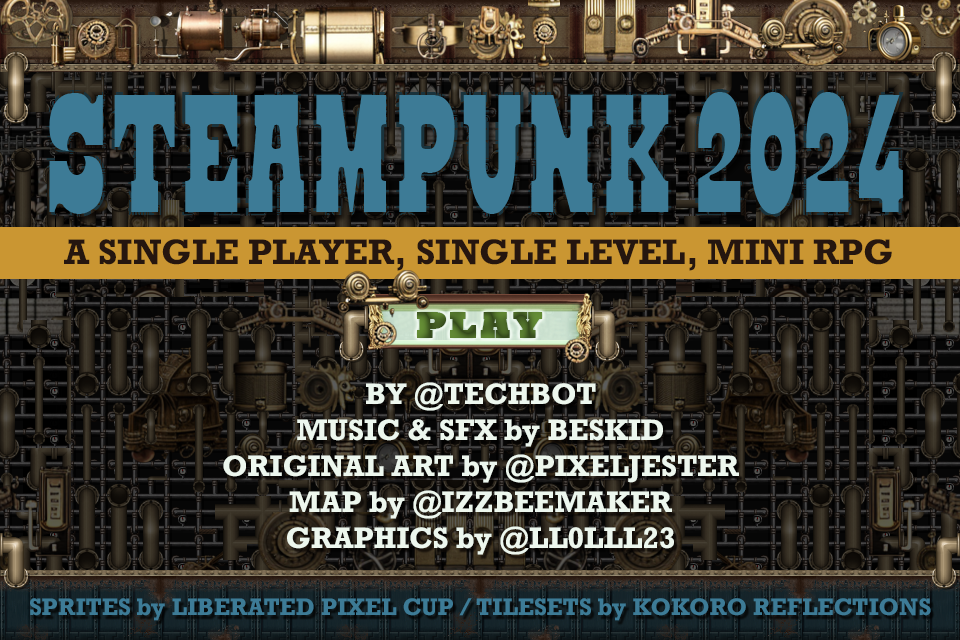 STEAMPUNK 2024
A SINGLE PLAYER, SINGLE LEVEL, MINI RPG
PLAY
BY @TECHBOT
MUSIC & SFX by BESKID
ORIGINAL ART by @PIXELJESTER
MAP by @IZZBEEMAKER
GRAPHICS by @LL0LLL23
SPRITES by LIBERATED PIXEL CUP / TILESETS by KOKORO REFLECTIONS